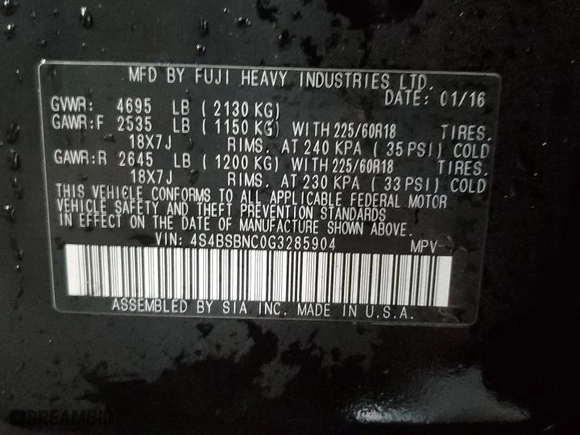 MFD BY FUJI HEAVY INDUSTRIES LTD.
DATE: 01/16
GVWR: 4695 LB (2130 KG)
GAWR:F 2535 LB (1150 KG) WITH 225/60R18 TIRES.
18X7J RIMS. AT 240 KPA (35 PSI) COLD
GAWR:R 2645 LB (1200 KG) WITH 225/60R18 TIRES.
18X7J RIMS. AT 230 KPA (33 PSI) COLD
THIS VEHICLE CONFORMS TO ALL APPLICABLE FEDERAL MOTOR
VEHICLE SAFETY AND THEFT PREVENTION STANDARDS
IN EFFECT ON THE DATE OF MANUFACTURE SHOWN ABOVE.
VIN: 4S4BSBNC0G3285904 MPV
ASSEMBLED BY SIA INC. MADE IN U.S.A.
DREAMBID